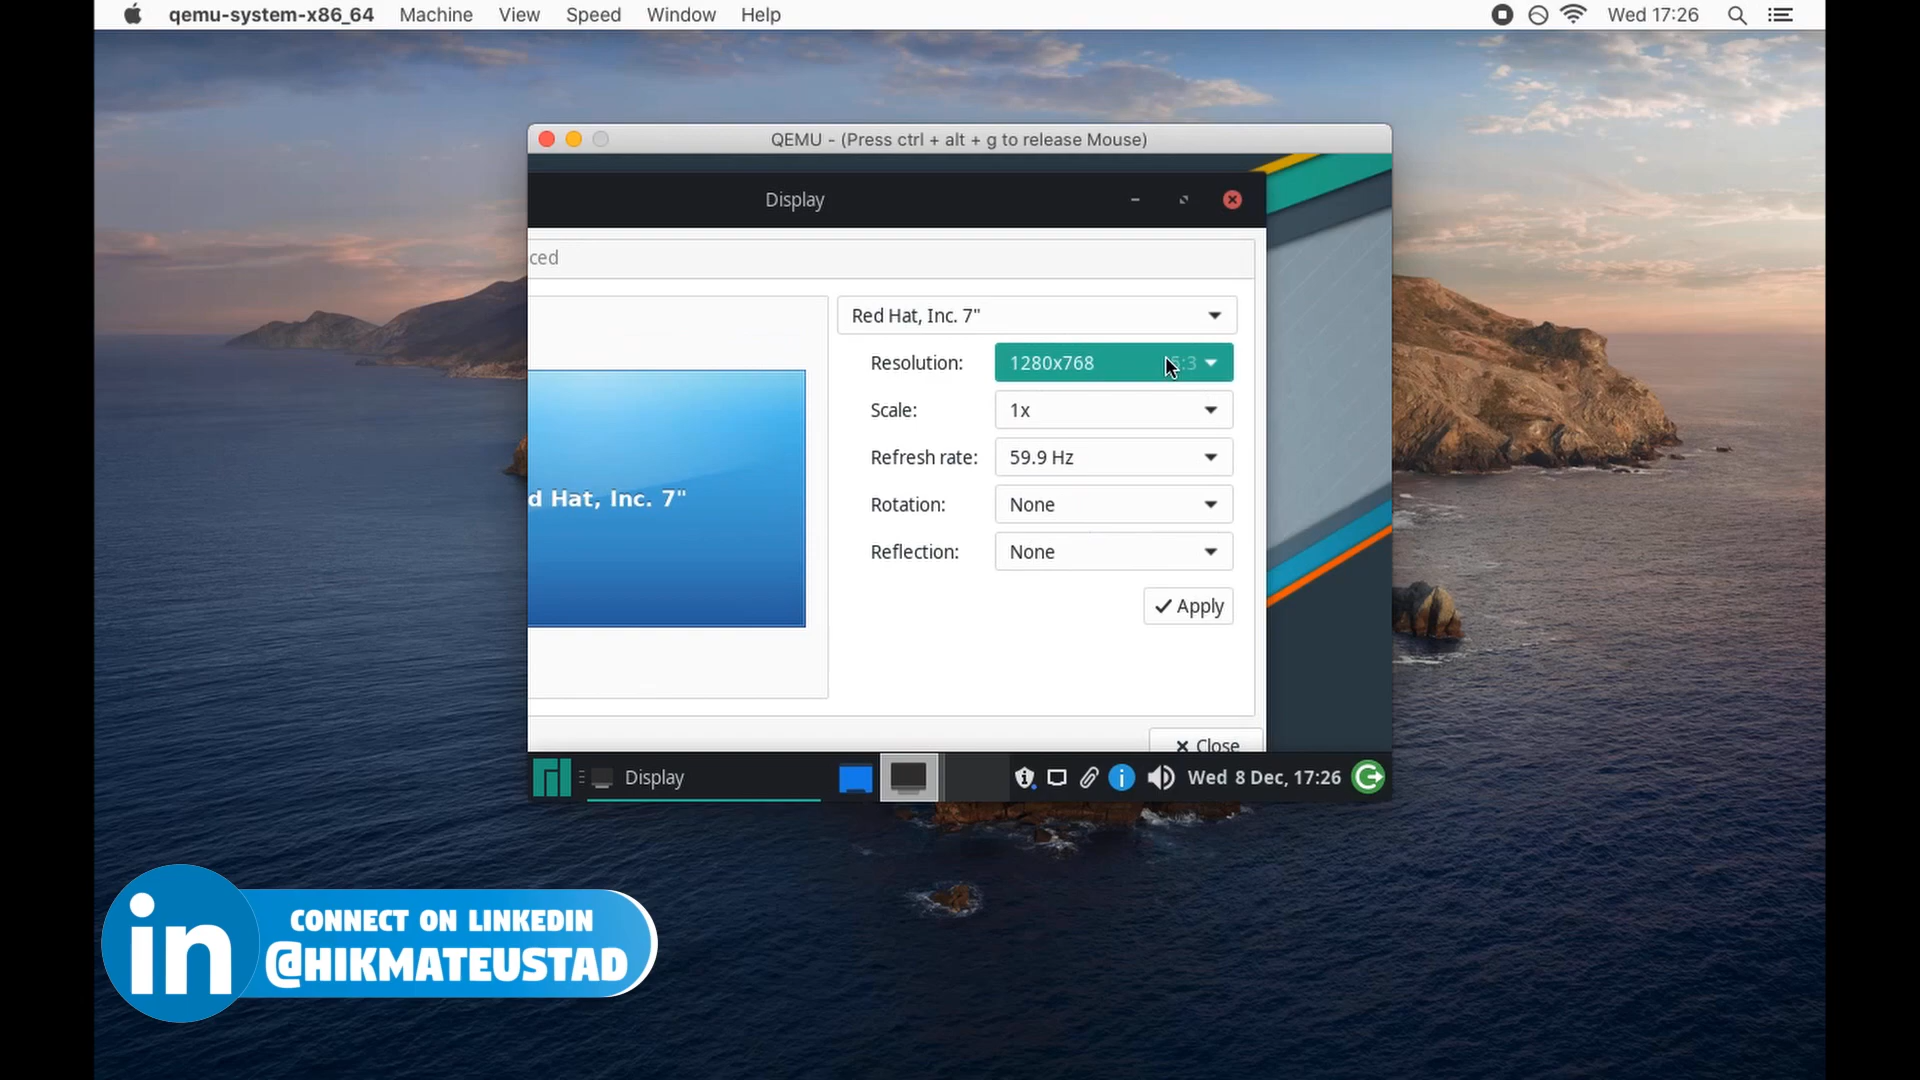 qemu-system-x86_64 Machine View Speed Window Help Wed 17:26
QEMU - (Press ctrl + alt + g to release Mouse)
Display
ced
Red Hat, Inc. 7"
Resolution: 1280x768 5:3
Scale: 1x
Refresh rate: 59.9 Hz
d Hat, Inc. 7"
Rotation: None
Reflection: None
Apply
Close
Display Wed 8 Dec, 17:26
in
CONNECT ON LINKEDIN
@HIKMATEUSTAD